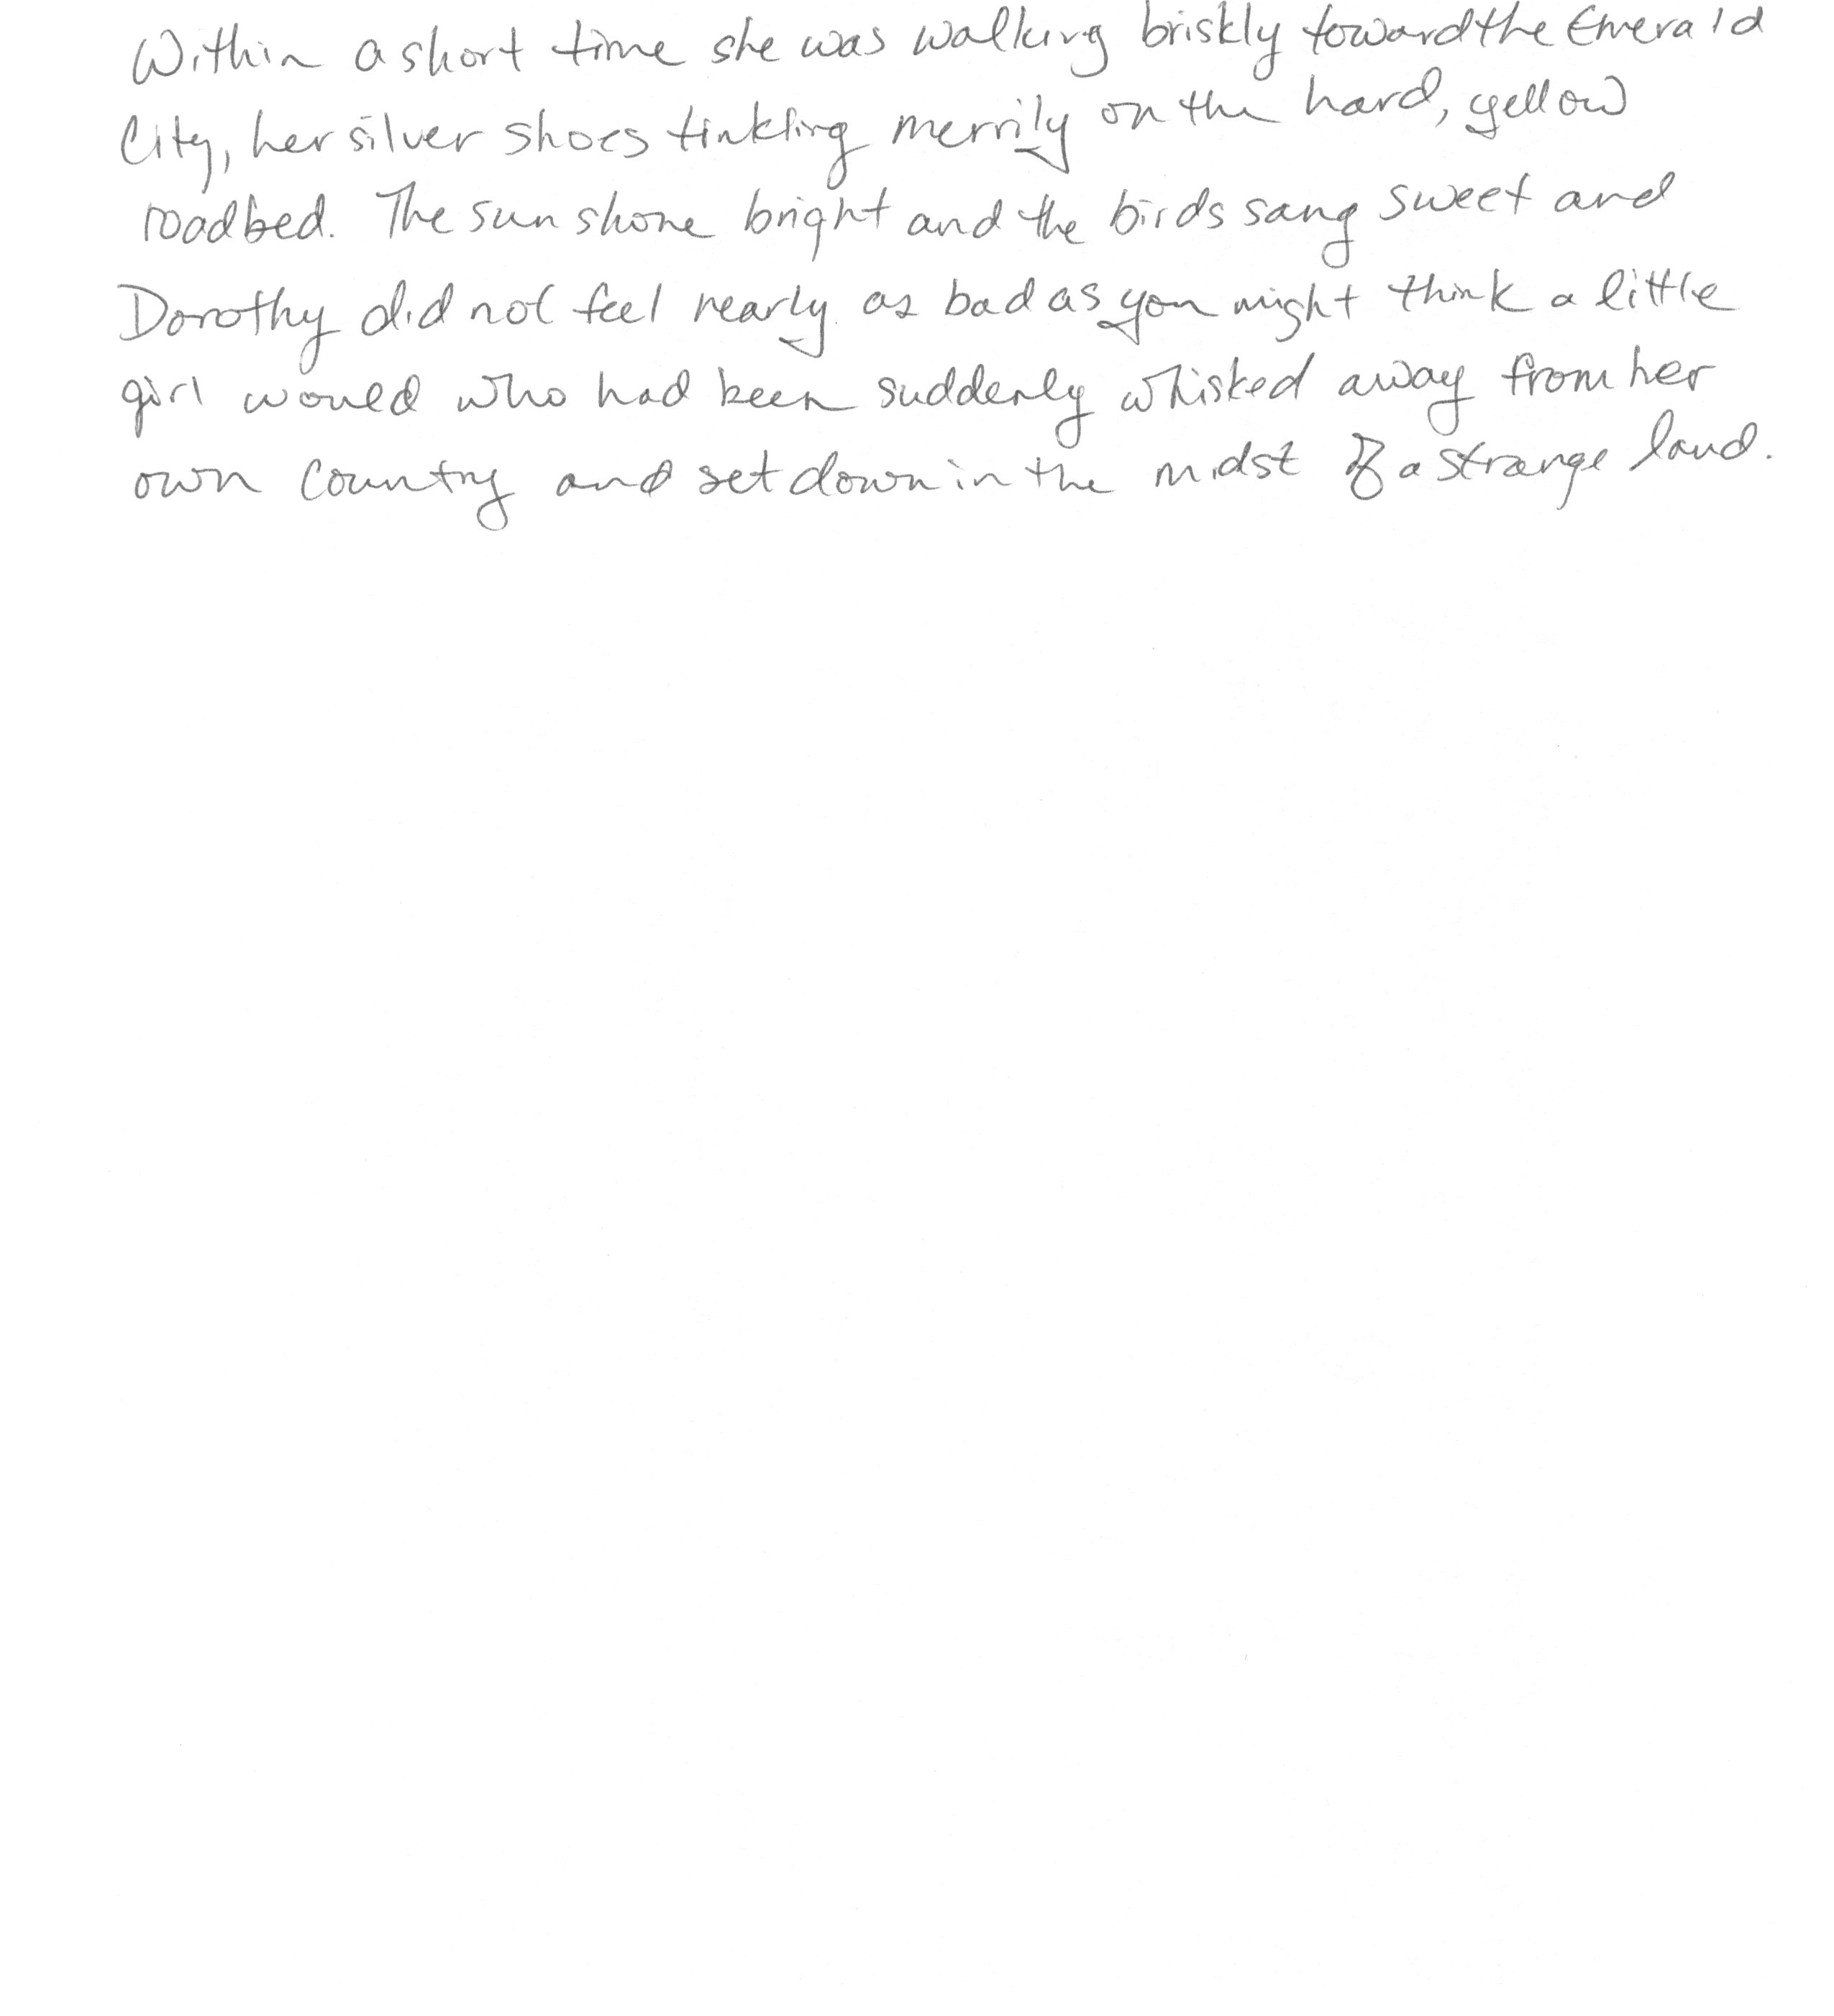 Within a short time she was walking briskly toward the Emerald
City, her silver shoes tinkling merrily on the hard, yellow
roadbed. The sun shone bright and the birds sang sweet and
Dorothy did not feel nearly as bad as you might think a little
girl would who had been suddenly whisked away from her
own country and set down in the midst of a strange land.